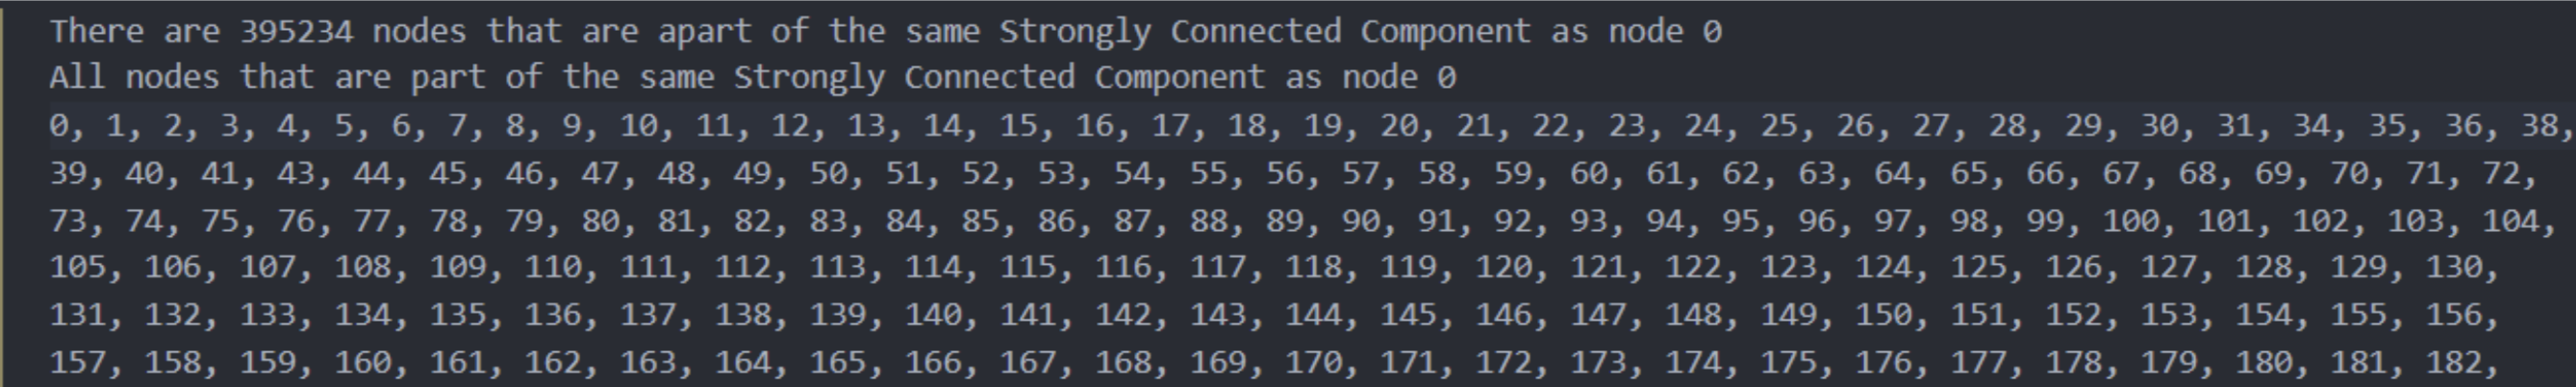 There are 395234 nodes that are apart of the same Strongly Connected Component as node 0
All nodes that are part of the same Strongly Connected Component as node 0
0, 1, 2, 3, 4, 5, 6, 7, 8, 9, 10, 11, 12, 13, 14, 15, 16, 17, 18, 19, 20, 21, 22, 23, 24, 25, 26, 27, 28, 29, 30, 31, 34, 35, 36, 38,
39, 40, 41, 43, 44, 45, 46, 47, 48, 49, 50, 51, 52, 53, 54, 55, 56, 57, 58, 59, 60, 61, 62, 63, 64, 65, 66, 67, 68, 69, 70, 71, 72,
73, 74, 75, 76, 77, 78, 79, 80, 81, 82, 83, 84, 85, 86, 87, 88, 89, 90, 91, 92, 93, 94, 95, 96, 97, 98, 99, 100, 101, 102, 103, 104,
105, 106, 107, 108, 109, 110, 111, 112, 113, 114, 115, 116, 117, 118, 119, 120, 121, 122, 123, 124, 125, 126, 127, 128, 129, 130,
131, 132, 133, 134, 135, 136, 137, 138, 139, 140, 141, 142, 143, 144, 145, 146, 147, 148, 149, 150, 151, 152, 153, 154, 155, 156,
157, 158, 159, 160, 161, 162, 163, 164, 165, 166, 167, 168, 169, 170, 171, 172, 173, 174, 175, 176, 177, 178, 179, 180, 181, 182,